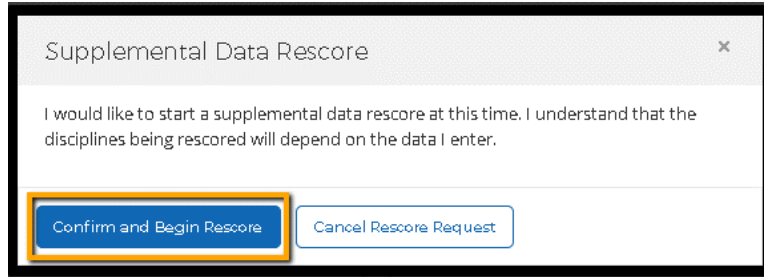 Supplemental Data Rescore
×
I would like to start a supplemental data rescore at this time. I understand that the
disciplines being rescored will depend on the data I enter.
Confirm and Begin Rescore
Cancel Rescore Request